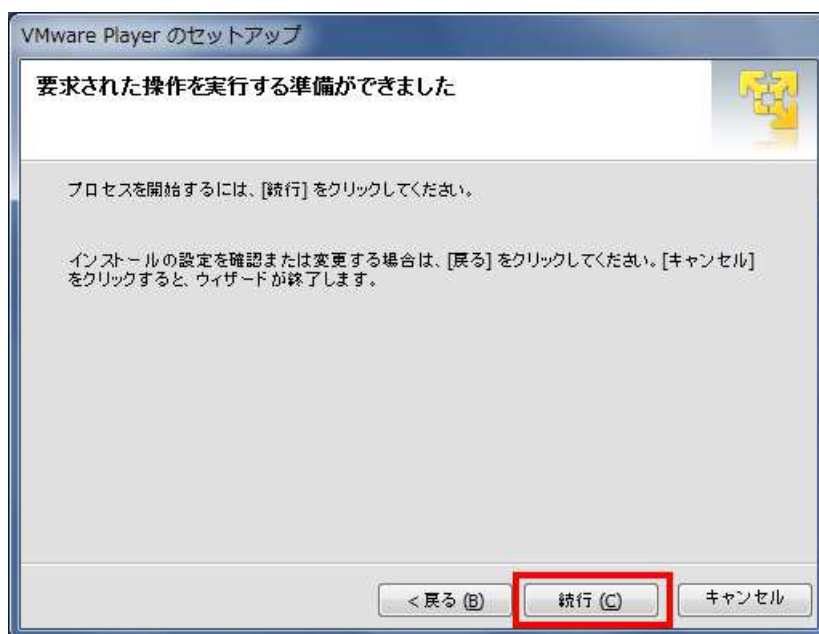 VMware Player のセットアップ
要求された操作を実行する準備ができました
プロセスを開始するには、[続行] をクリックしてください。
インストールの設定を確認または変更する場合は、[戻る] をクリックしてください。[キャンセル]
をクリックすると、ウィザードが終了します。
< 戻る (B)
続行 (C)
キャンセル